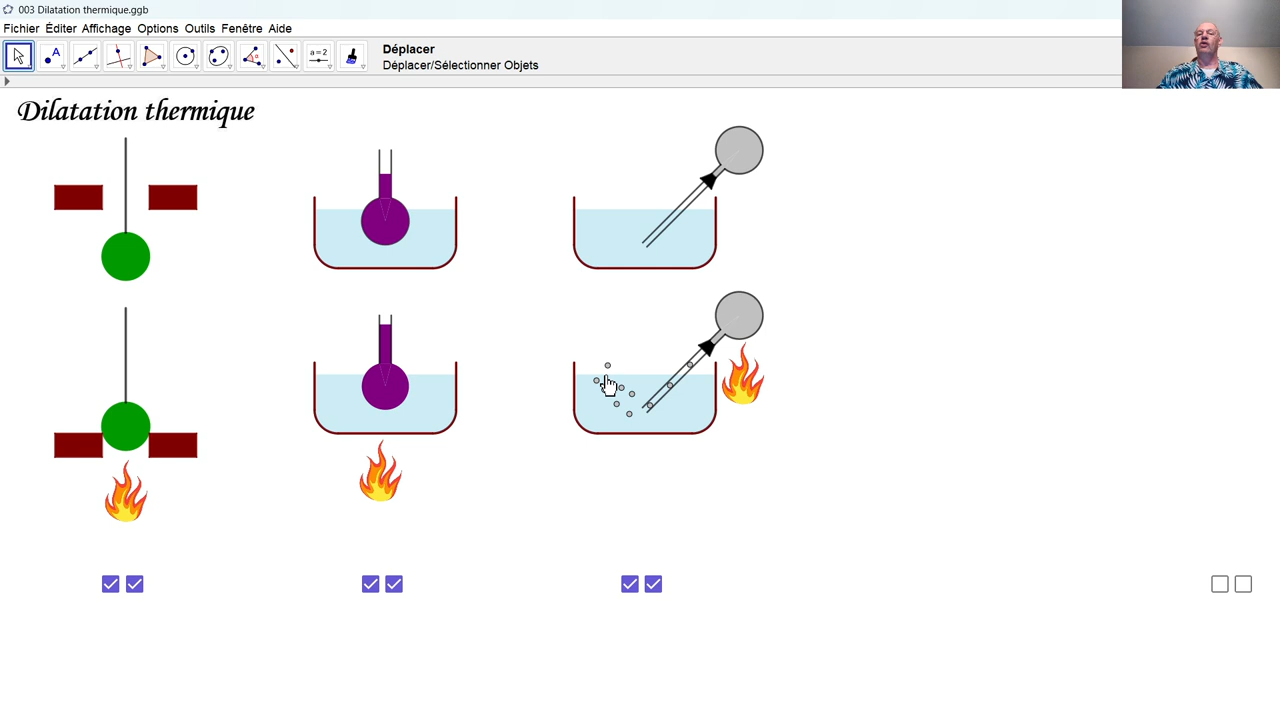 003 Dilatation thermique.ggb
Fichier Éditer Affichage Options Outils Fenêtre Aide
A
a=2
Déplacer
Déplacer/Sélectionner Objets
Dilatation thermique